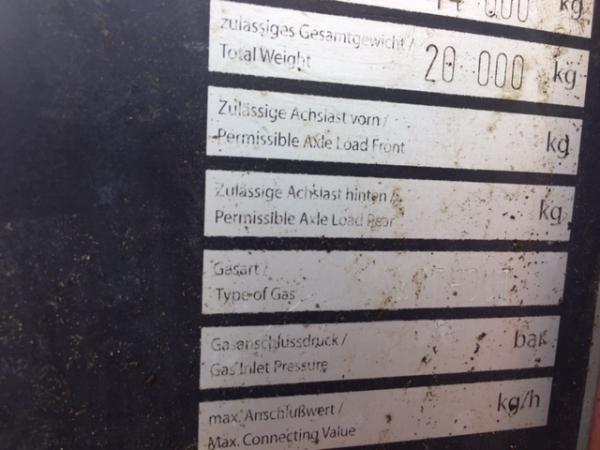 000 kg
zulässiges Gesamtgewicht/
Total Weight 20 000 kg
Zulässige Achslast vorn/
Permissible Axle Load Front kg
Zulässige Achslast hinten/
Permissible Axle Load Rear kg
Gasart/
Type of Gas
Gasanschlussdruck/ bar
Gas Inlet Pressure
max. Anschlußwert/ kg/h
Max. Connecting Value